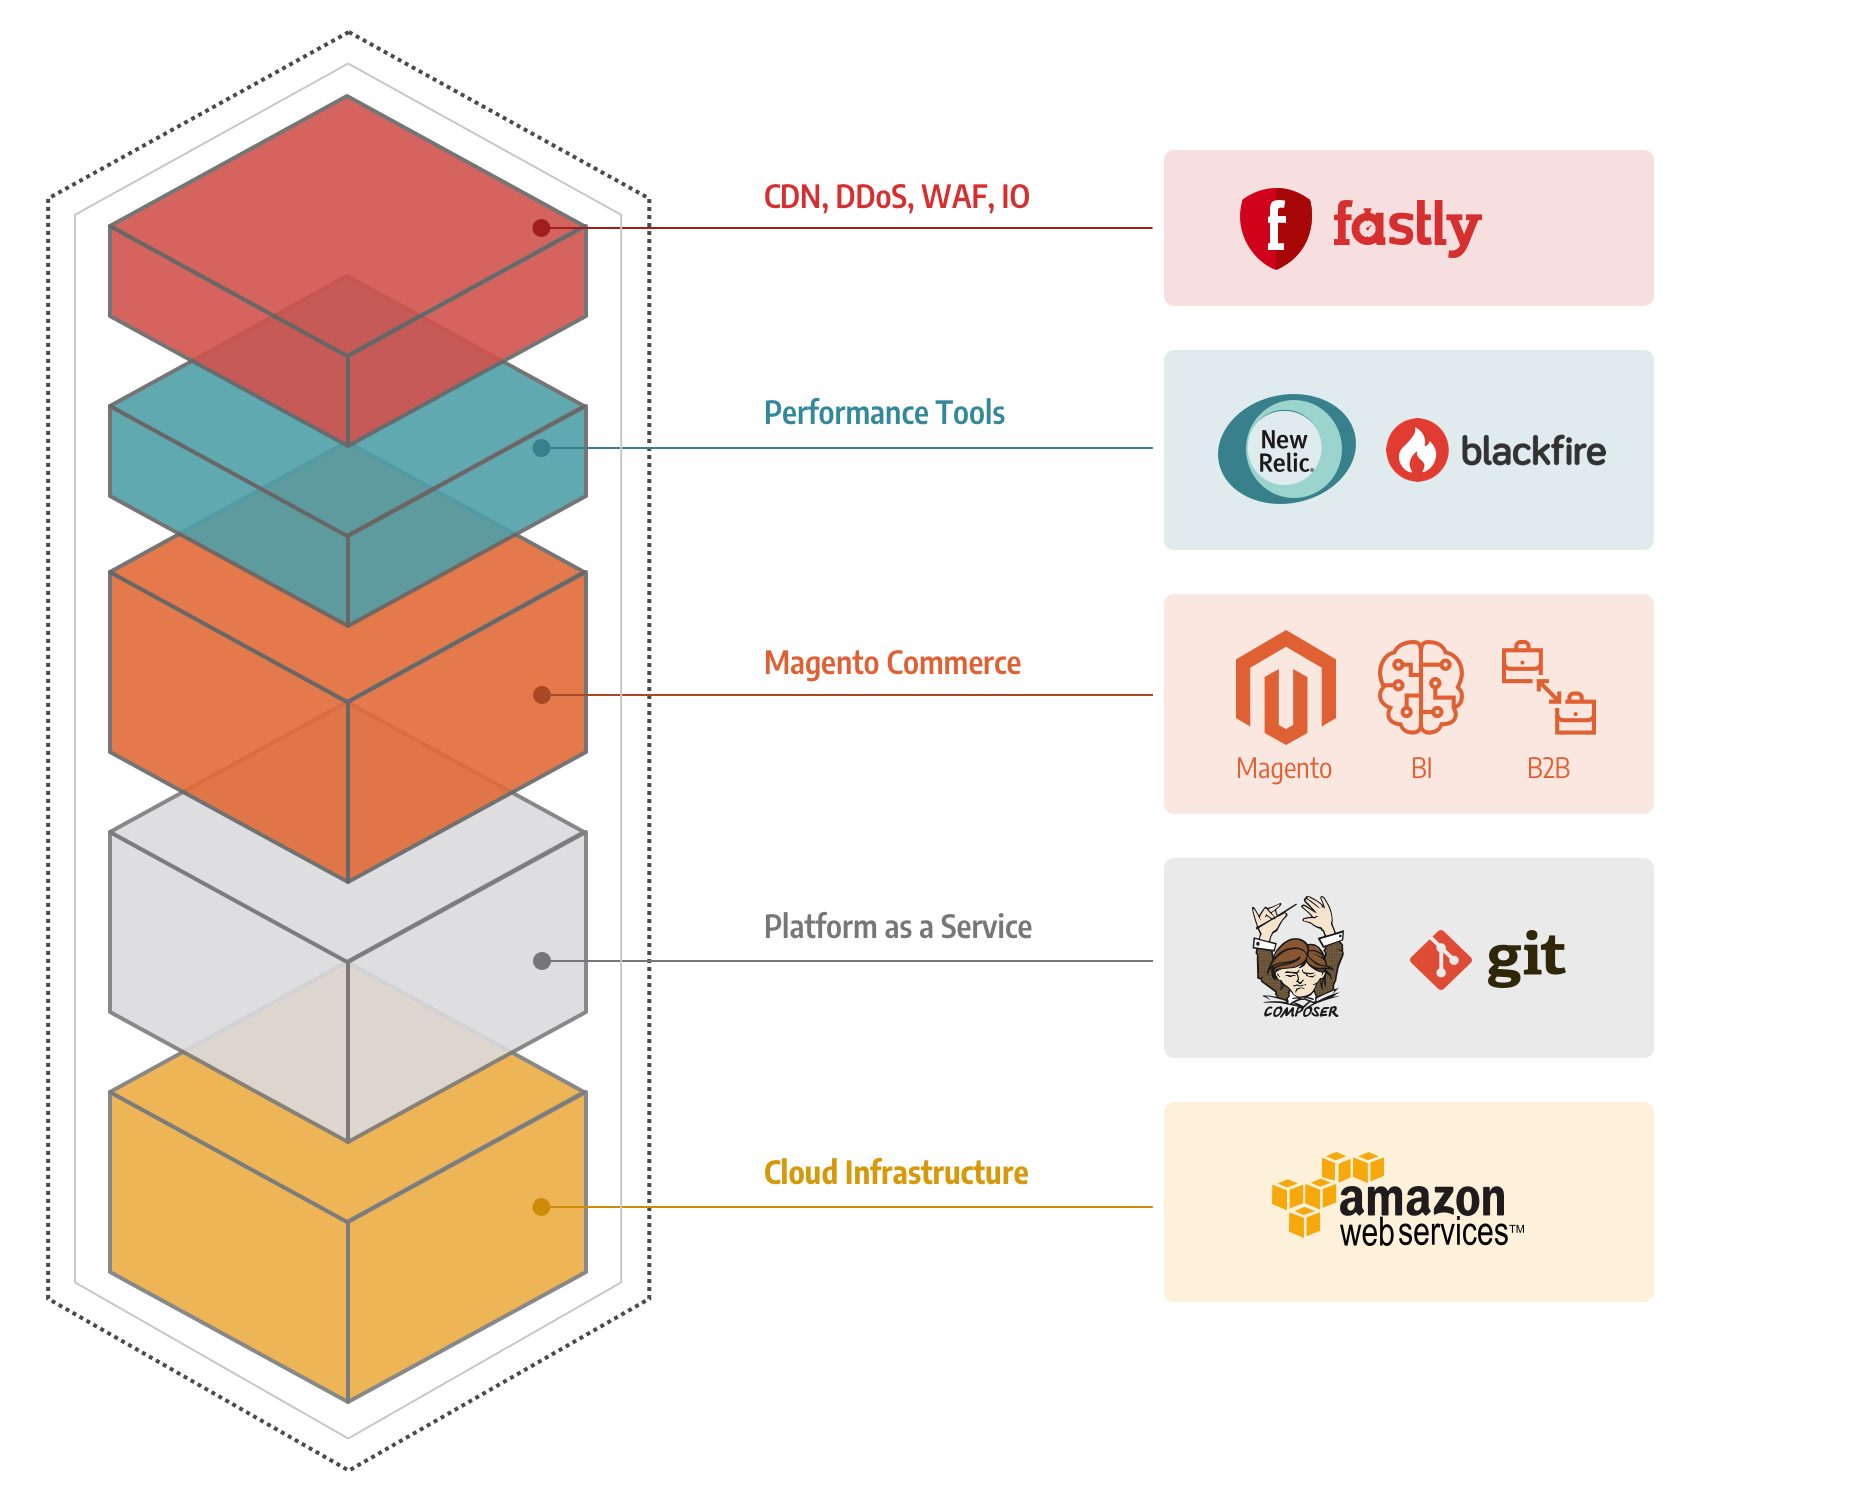 CDN, DDoS, WAF, IO
f fastly
Performance Tools
New
Relic.
blackfire
Magento Commerce
Magento
BI
B2B
Platform as a Service
COMPOSER
git
Cloud Infrastructure
amazon
web services™